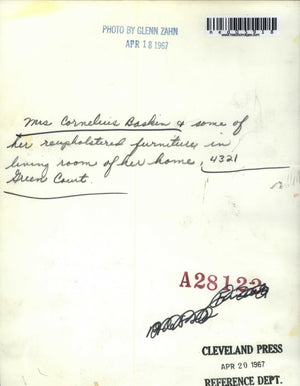 PHOTO BY GLENN ZAHN
APR 18 1967
Mrs Cornelius Baskin & some of
her reupholstered furniture in
living room of her home, 4321
Green Court.
A28122
CLEVELAND PRESS
APR 20 1967
REFERENCE DEPT.